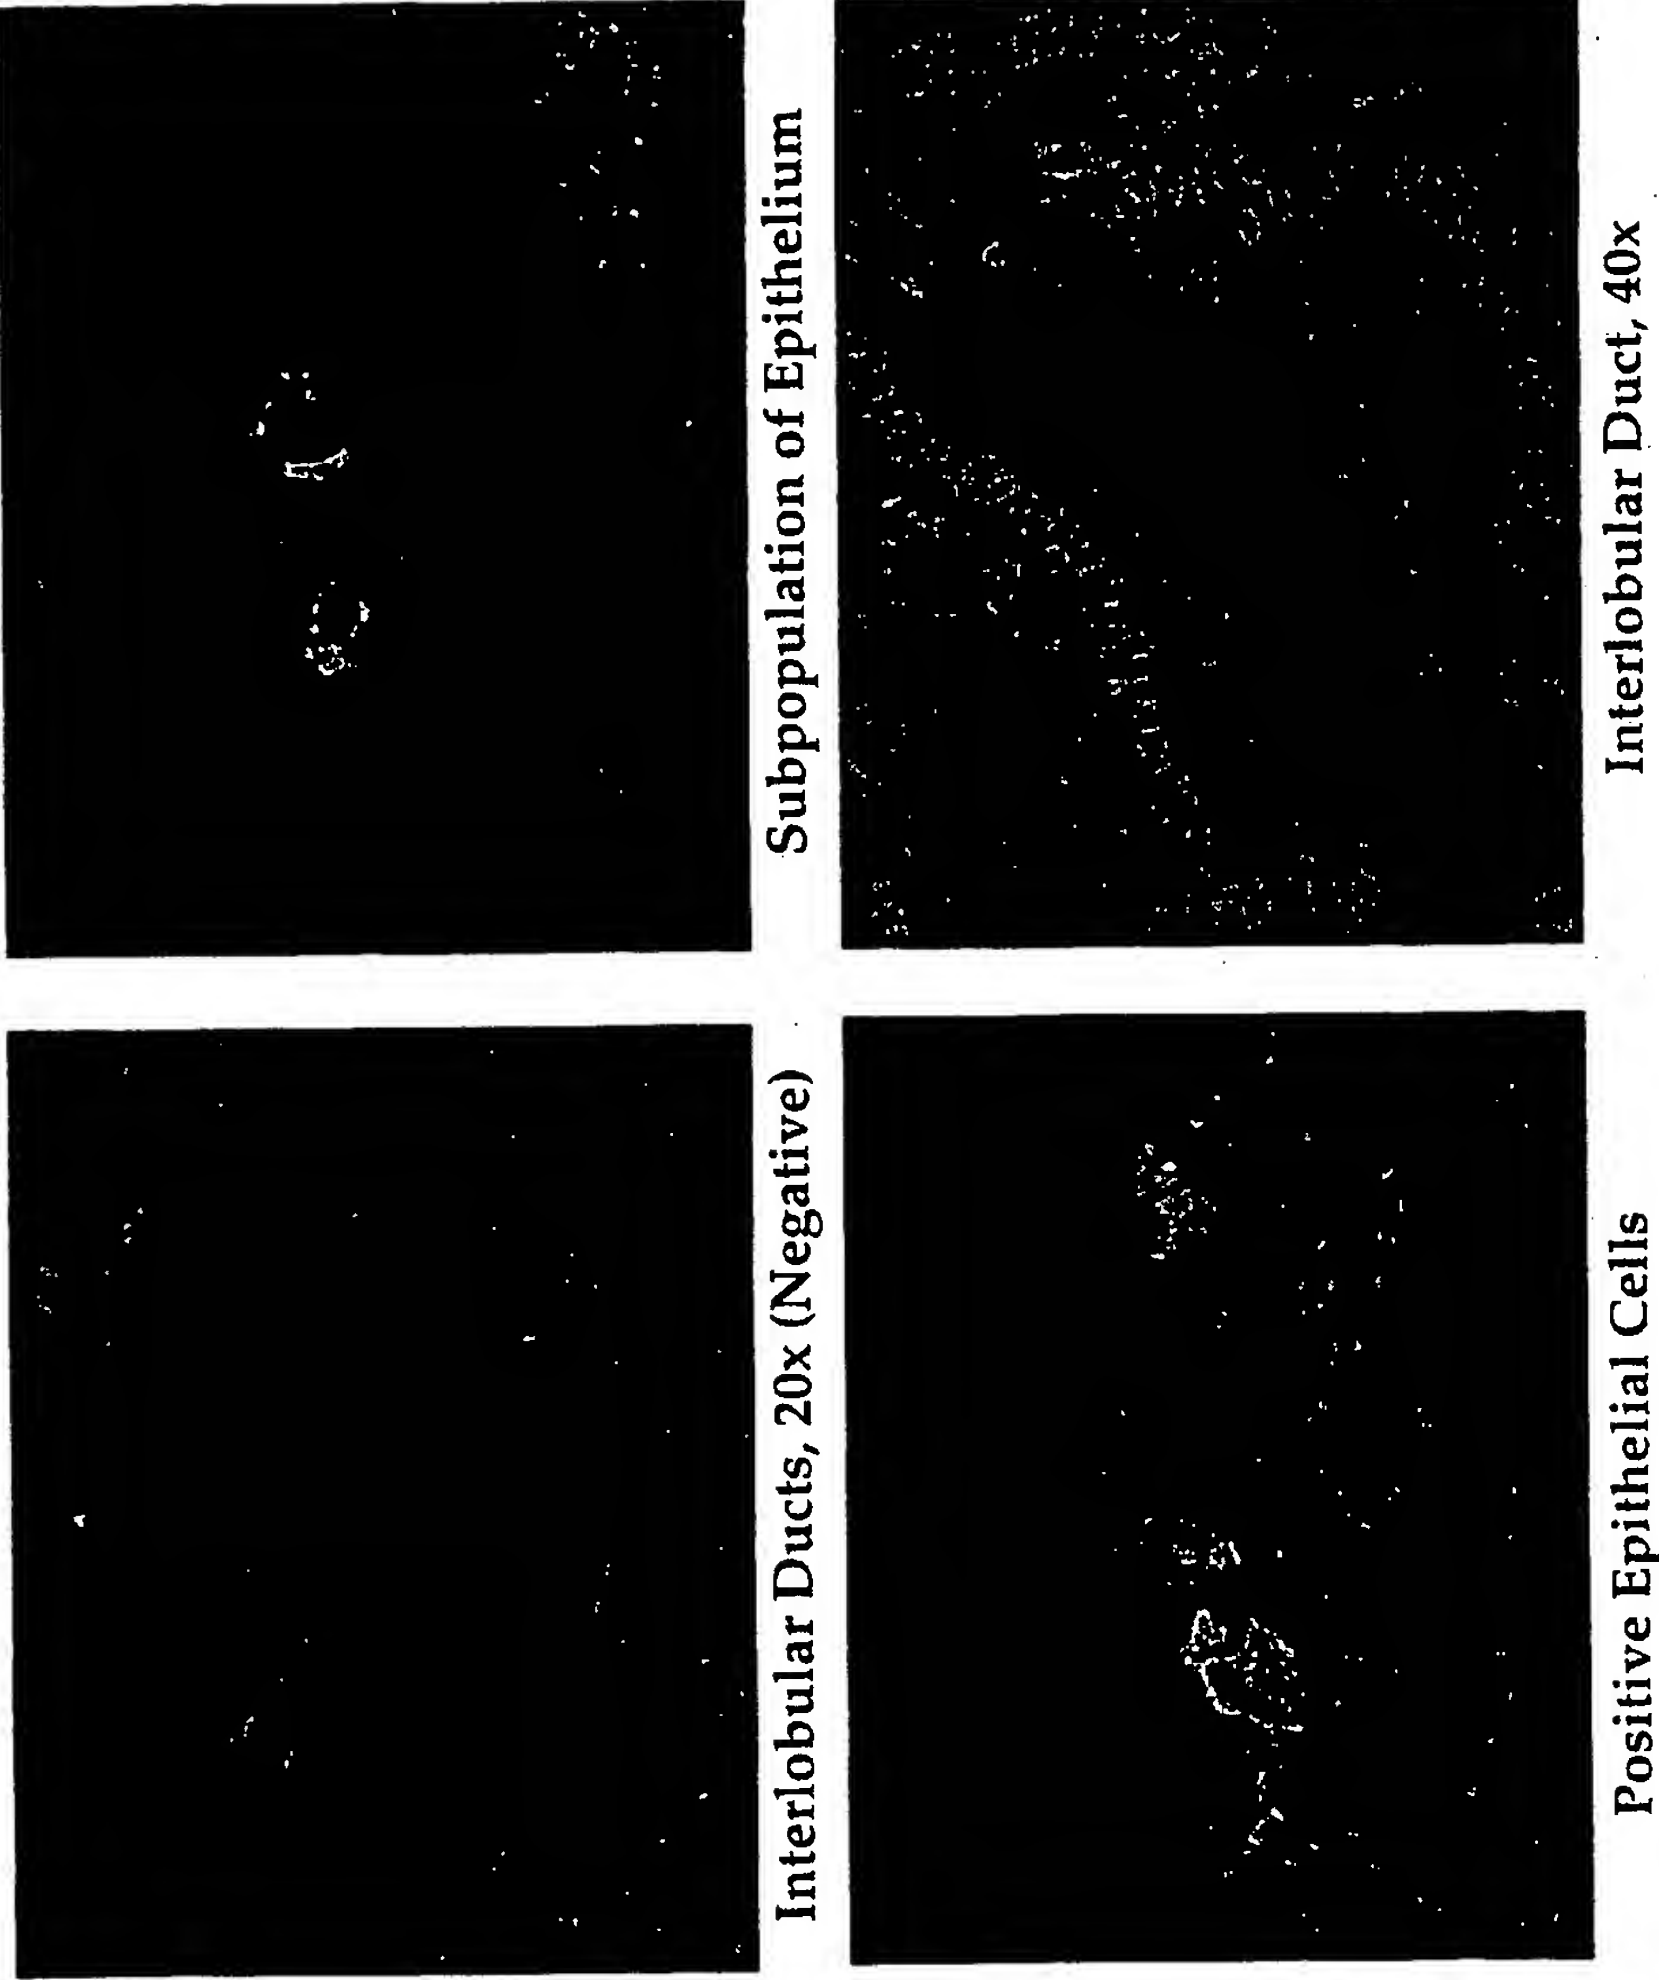 Interlobular Ducts, 20x (Negative)
Subpopulation of Epithelium
Positive Epithelial Cells
Interlobular Duct, 40x